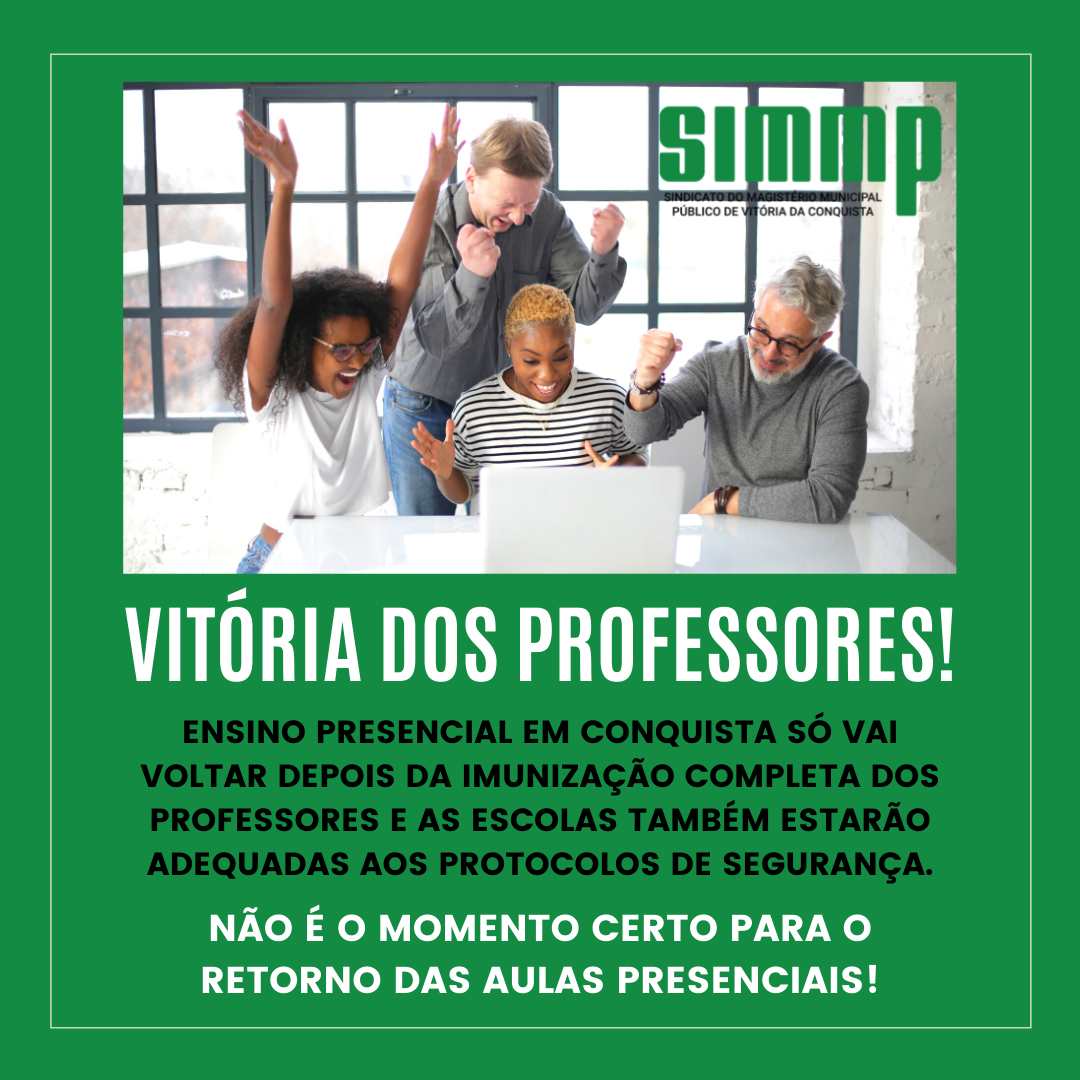 SIMMP
SINDICATO DO MAGISTÉRIO MUNICIPAL
PÚBLICO DE VITÓRIA DA CONQUISTA
VITÓRIA DOS PROFESSORES!
ENSINO PRESENCIAL EM CONQUISTA SÓ VAI
VOLTAR DEPOIS DA IMUNIZAÇÃO COMPLETA DOS
PROFESSORES E AS ESCOLAS TAMBÉM ESTARÃO
ADEQUADAS AOS PROTOCOLOS DE SEGURANÇA.
NÃO É O MOMENTO CERTO PARA O
RETORNO DAS AULAS PRESENCIAIS!